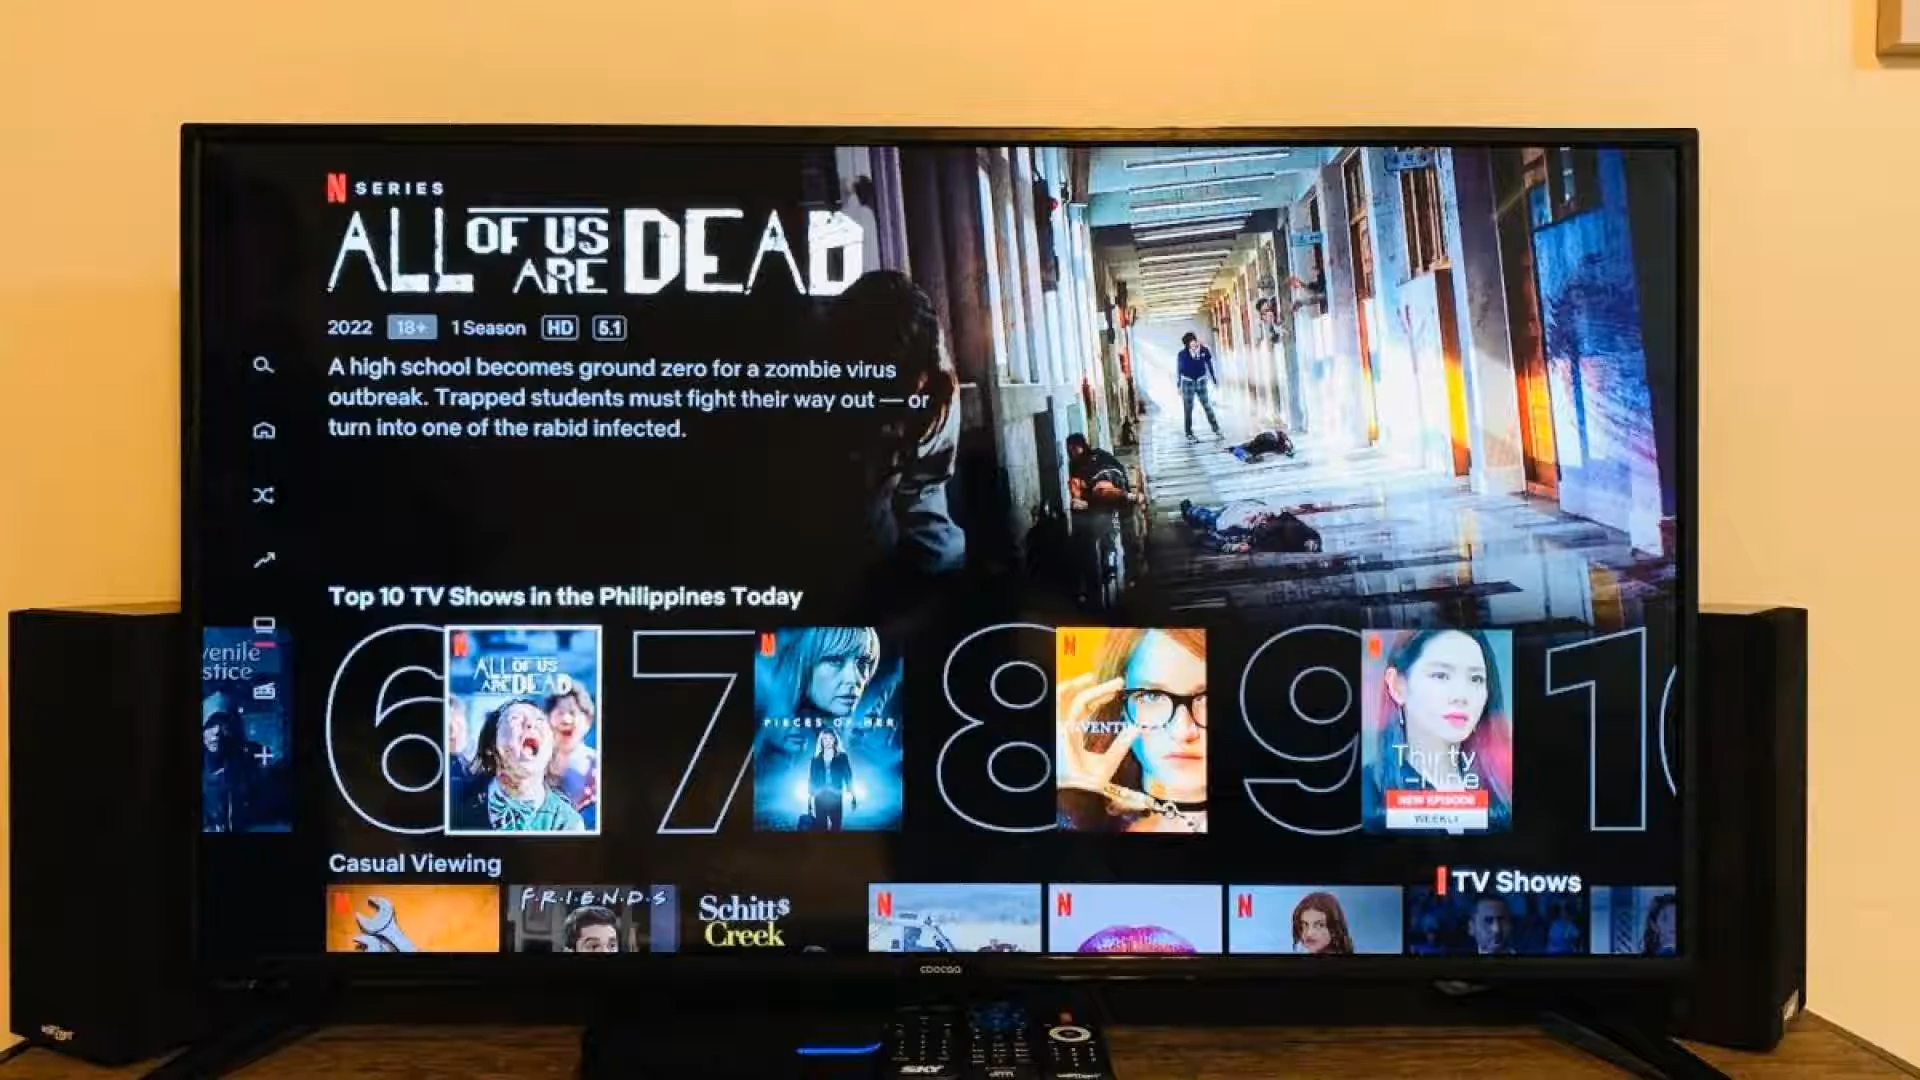 N SERIES
ALL OF US ARE DEAD
2022 18+ 1 Season HD 5.1
A high school becomes ground zero for a zombie virus
outbreak. Trapped students must fight their way out — or
turn into one of the rabid infected.
Top 10 TV Shows in the Philippines Today
venile
stice
6
N
ALL OF US
ARE DEAD
7
N
PIECES OF HER
8
N
9
N
Thirty
-Nine
NEW EPISODE
WEEKLY
1
Casual Viewing
TV Shows
N
F·R·I·E·N·D·S
Schitt$
Creek
N
N
N
coocaa
SKY